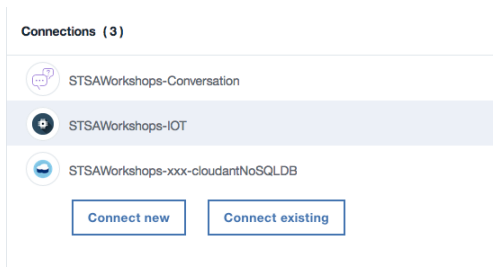 Connections (3)
STSAWorkshops-Conversation
STSAWorkshops-IOT
STSAWorkshops-xxx-cloudantNoSQLDB
Connect new Connect existing